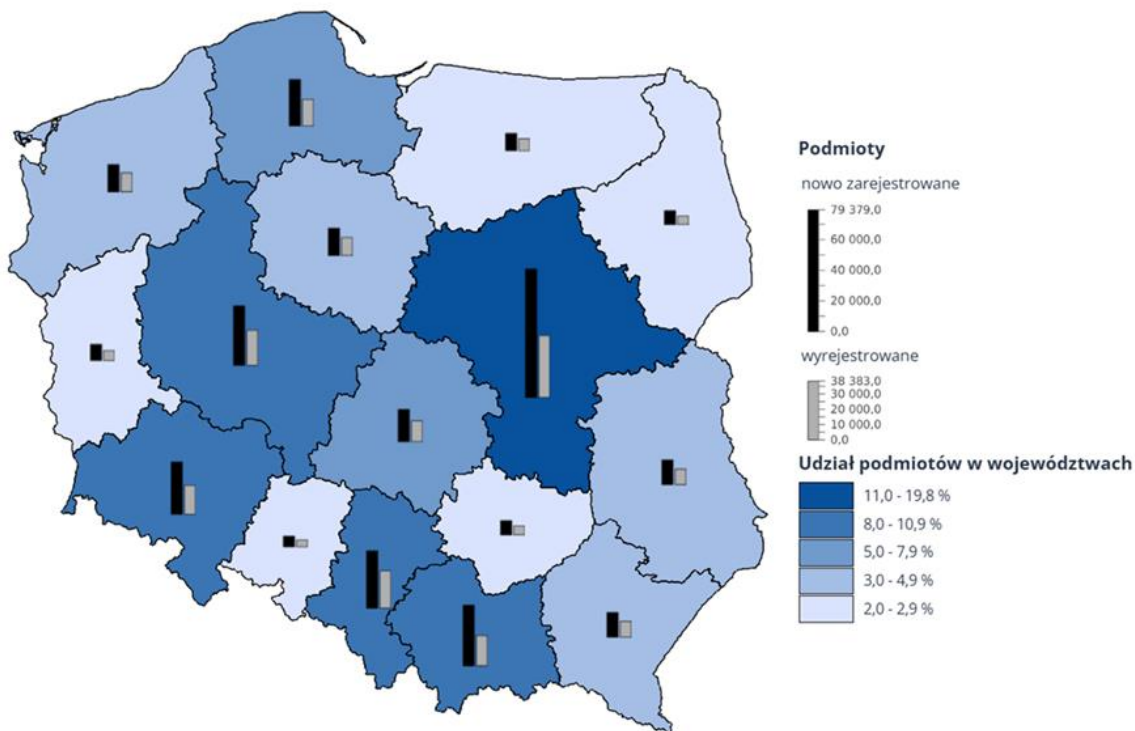 Podmioty
nowo zarejestrowane
79 379,0
60 000,0
40 000,0
20 000,0
0,0
wyrejestrowane
38 383,0
30 000,0
20 000,0
10 000,0
0,0
Udział podmiotów w województwach
11,0 - 19,8 %
8,0 - 10,9 %
5,0 - 7,9 %
3,0 - 4,9 %
2,0 - 2,9 %